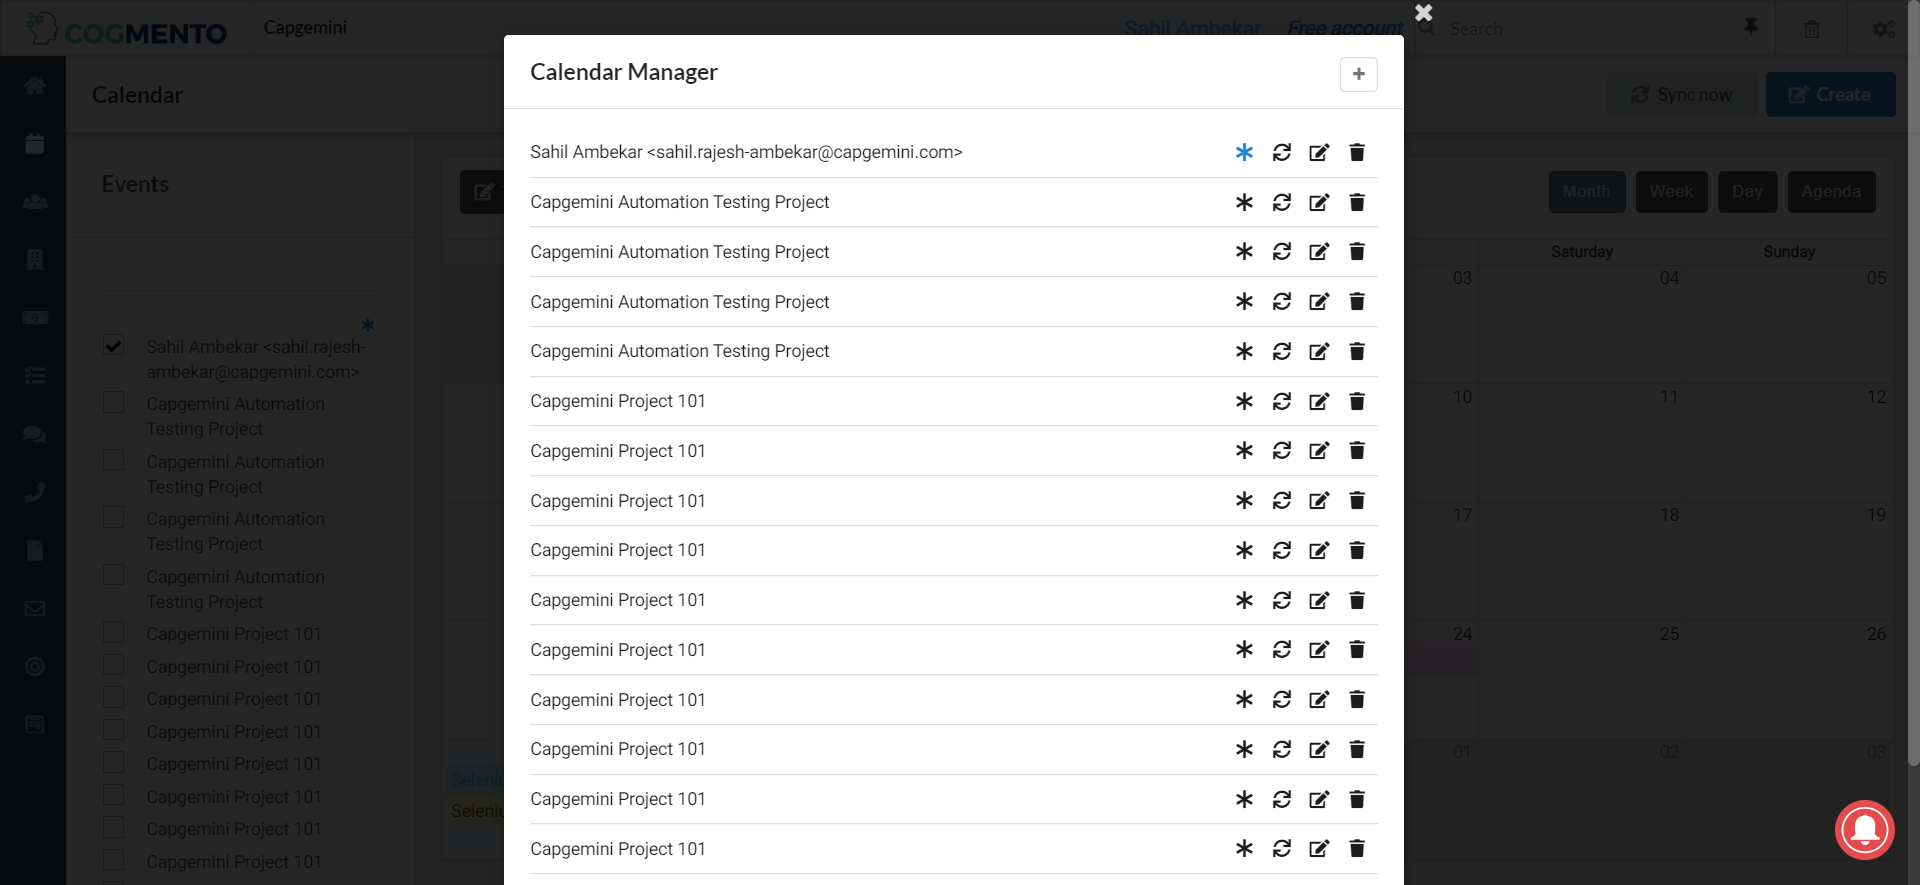 COGMENTO
Capgemini
Sahil Ambekar
Free account
Search
Calendar
Sync now
Create
Events
Month
Week
Day
Agenda
Sahil Ambekar <sahil.rajesh-
ambekar@capgemini.com>
Capgemini Automation
Testing Project
Capgemini Automation
Testing Project
Capgemini Automation
Testing Project
Capgemini Automation
Testing Project
Capgemini Project 101
Capgemini Project 101
Capgemini Project 101
Capgemini Project 101
Capgemini Project 101
Capgemini Project 101
Capgemini Project 101
Capgemini Project 101
Calendar Manager
Sahil Ambekar <sahil.rajesh-ambekar@capgemini.com>
Capgemini Automation Testing Project
Capgemini Automation Testing Project
Capgemini Automation Testing Project
Capgemini Automation Testing Project
Capgemini Project 101
Capgemini Project 101
Capgemini Project 101
Capgemini Project 101
Capgemini Project 101
Capgemini Project 101
Capgemini Project 101
Capgemini Project 101
Capgemini Project 101
Capgemini Project 101
Saturday
Sunday
03
04
05
10
11
12
17
18
19
24
25
26
01
02
03